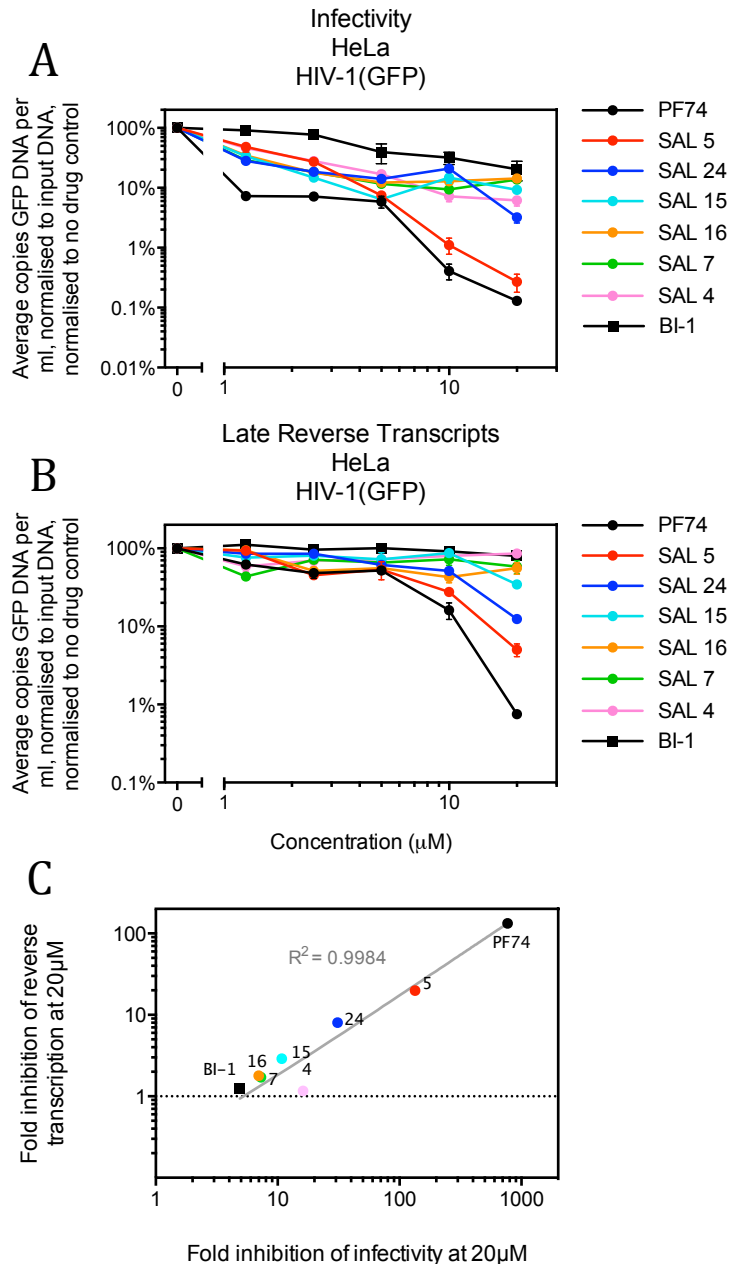 A
Infectivity
HeLa
HIV-1(GFP)
Average copies GFP DNA per
ml, normalised to input DNA,
normalised to no drug control
100%
10%
1%
0.1%
0.01%
0
1
10
PF74
SAL 5
SAL 24
SAL 15
SAL 16
SAL 7
SAL 4
BI-1
B
Late Reverse Transcripts
HeLa
HIV-1(GFP)
Average copies GFP DNA per
ml, normalised to input DNA,
normalised to no drug control
100%
10%
1%
0.1%
0
1
10
Concentration (µM)
PF74
SAL 5
SAL 24
SAL 15
SAL 16
SAL 7
SAL 4
BI-1
C
Fold inhibition of reverse
transcription at 20µM
100
10
1
R² = 0.9984
PF74
5
24
15
16
BI–1
7
4
1
10
100
1000
Fold inhibition of infectivity at 20µM